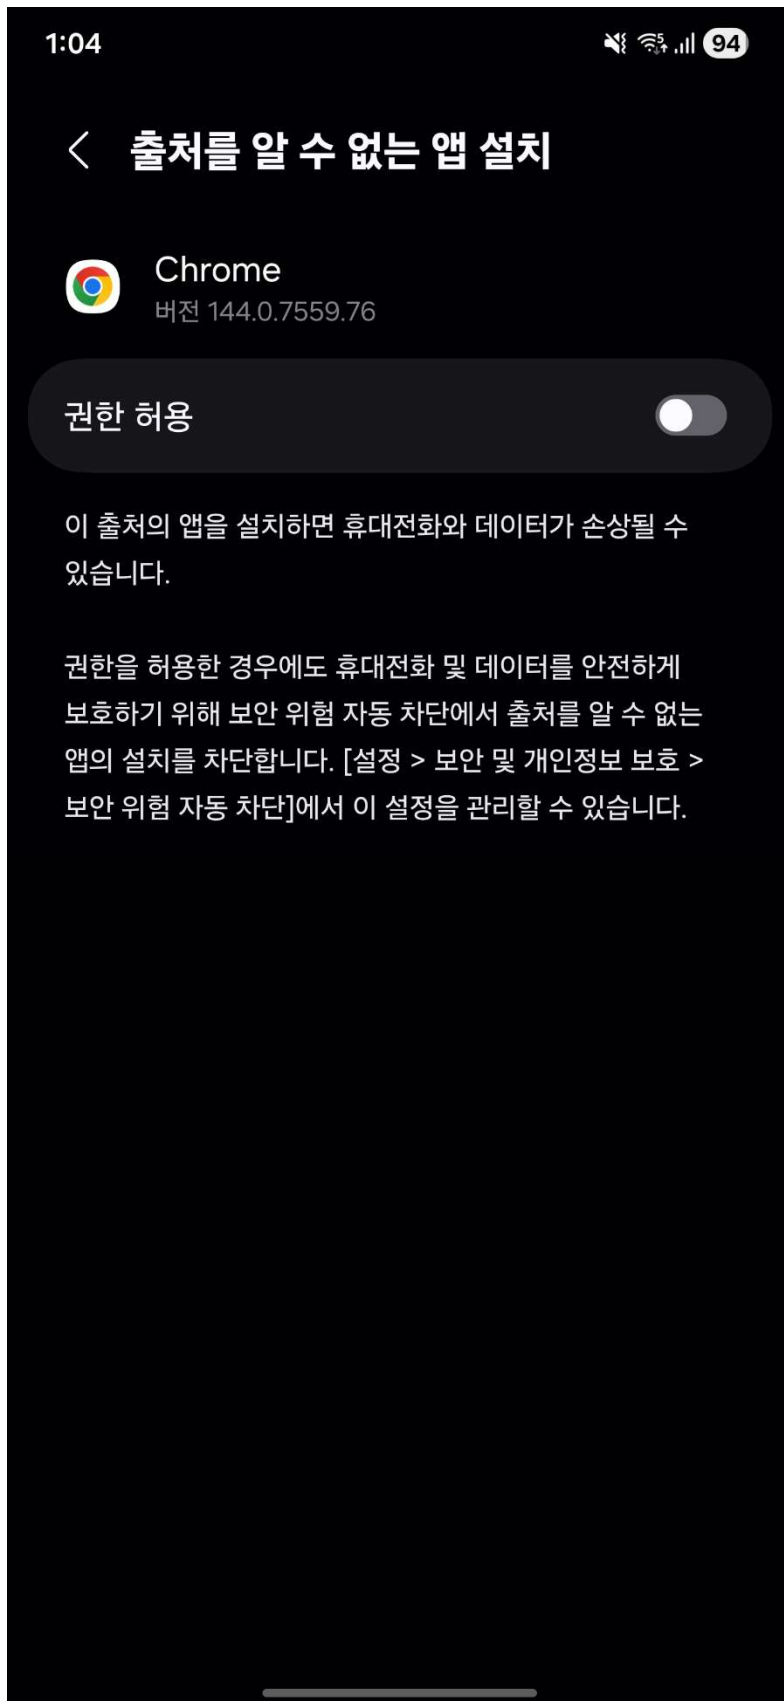 1:04
94
출처를 알 수 없는 앱 설치
Chrome
버전 144.0.7559.76
권한 허용
이 출처의 앱을 설치하면 휴대전화와 데이터가 손상될 수
있습니다.
권한을 허용한 경우에도 휴대전화 및 데이터를 안전하게
보호하기 위해 보안 위험 자동 차단에서 출처를 알 수 없는
앱의 설치를 차단합니다. [설정 > 보안 및 개인정보 보호 >
보안 위험 자동 차단]에서 이 설정을 관리할 수 있습니다.